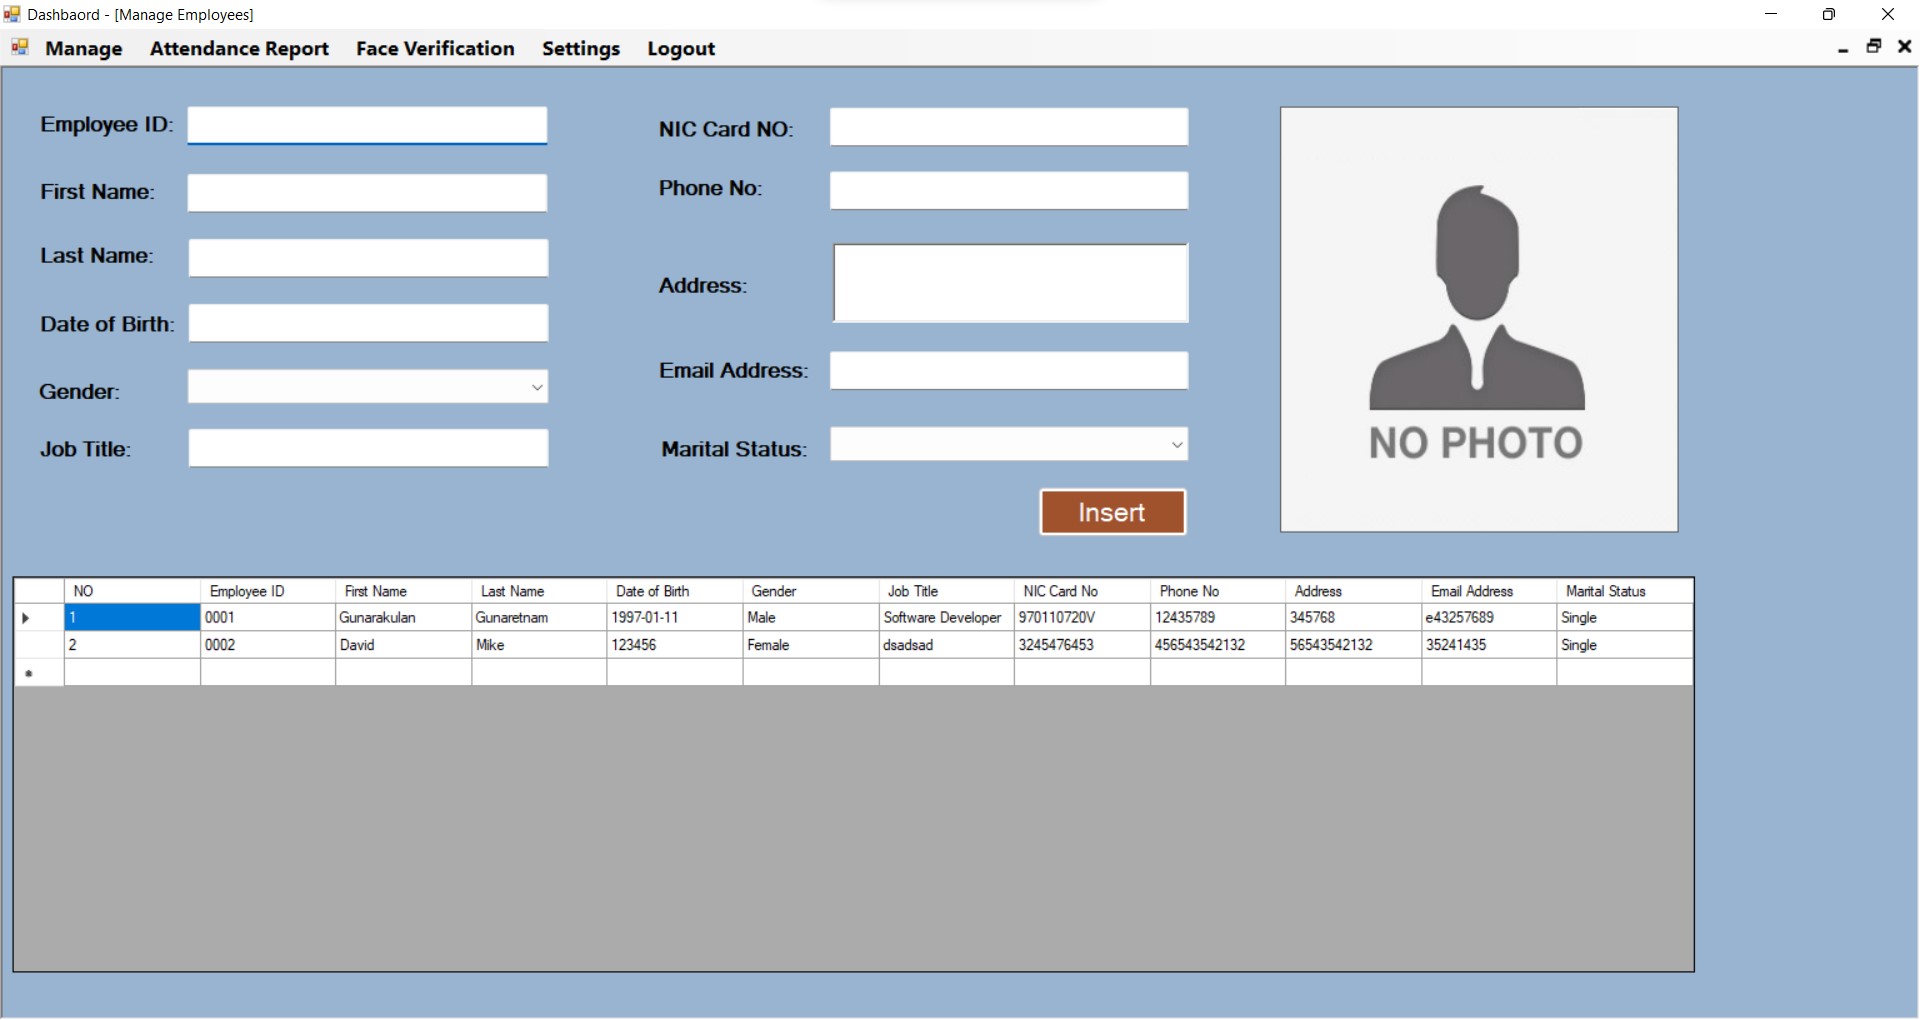 Dashbaord - [Manage Employees]
Manage Attendance Report Face Verification Settings Logout
Employee ID:
First Name:
Last Name:
Date of Birth:
Gender:
Job Title:
NIC Card NO:
Phone No:
Address:
Email Address:
Marital Status:
Insert
NO PHOTO
NO Employee ID First Name Last Name Date of Birth Gender Job Title NIC Card No Phone No Address Email Address Marital Status
1 0001 Gunarakulan Gunaretnam 1997-01-11 Male Software Developer 970110720V 12435789 345768 e43257689 Single
2 0002 David Mike 123456 Female dsadsad 3245476453 456543542132 56543542132 35241435 Single